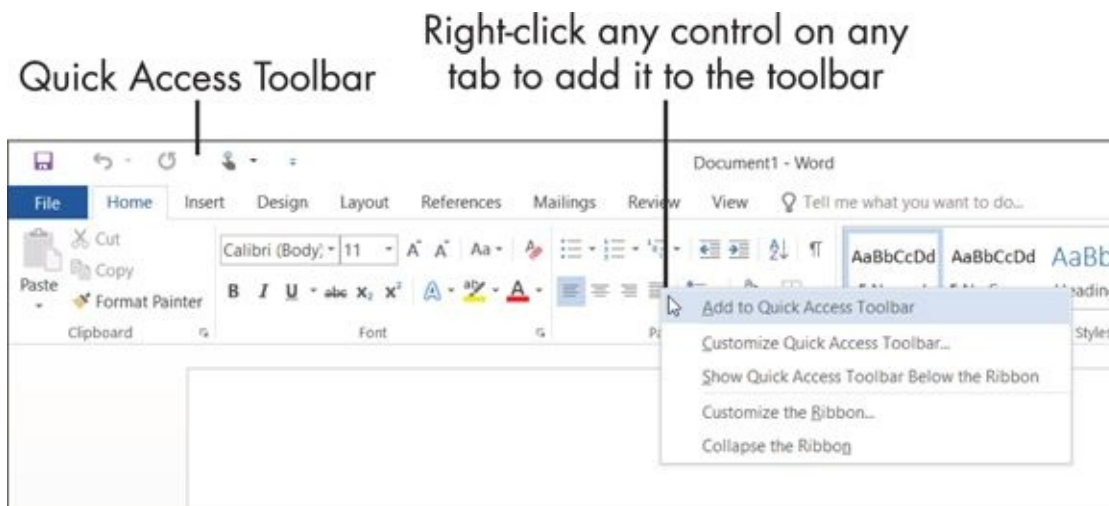 Right-click any control on any
Quick Access Toolbar tab to add it to the toolbar
Document1 - Word
File Home Insert Design Layout References Mailings Review View Tell me what you want to do...
Cut
Calibri (Body) 11 A A Aa
AaBbCcDd AaBbCcDd AaBb
Copy
Paste
Format Painter
B I U abc X₂ X² A aby A
Add to Quick Access Toolbar
Clipboard Font Styles
Customize Quick Access Toolbar...
Show Quick Access Toolbar Below the Ribbon
Customize the Ribbon...
Collapse the Ribbon